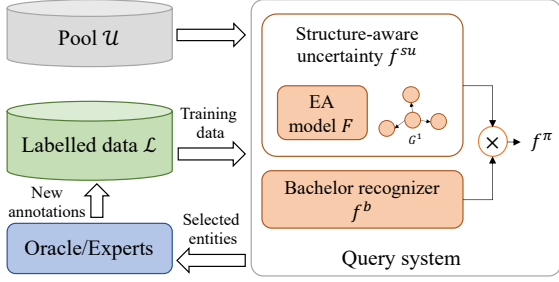 Pool 𝒰
Labelled data ℒ
Training
data
New
annotations
Oracle/Experts
Selected
entities
Structure-aware
uncertainty f^{su}
EA
model F
G^1
Bachelor recognizer
f^b
×
f^π
Query system